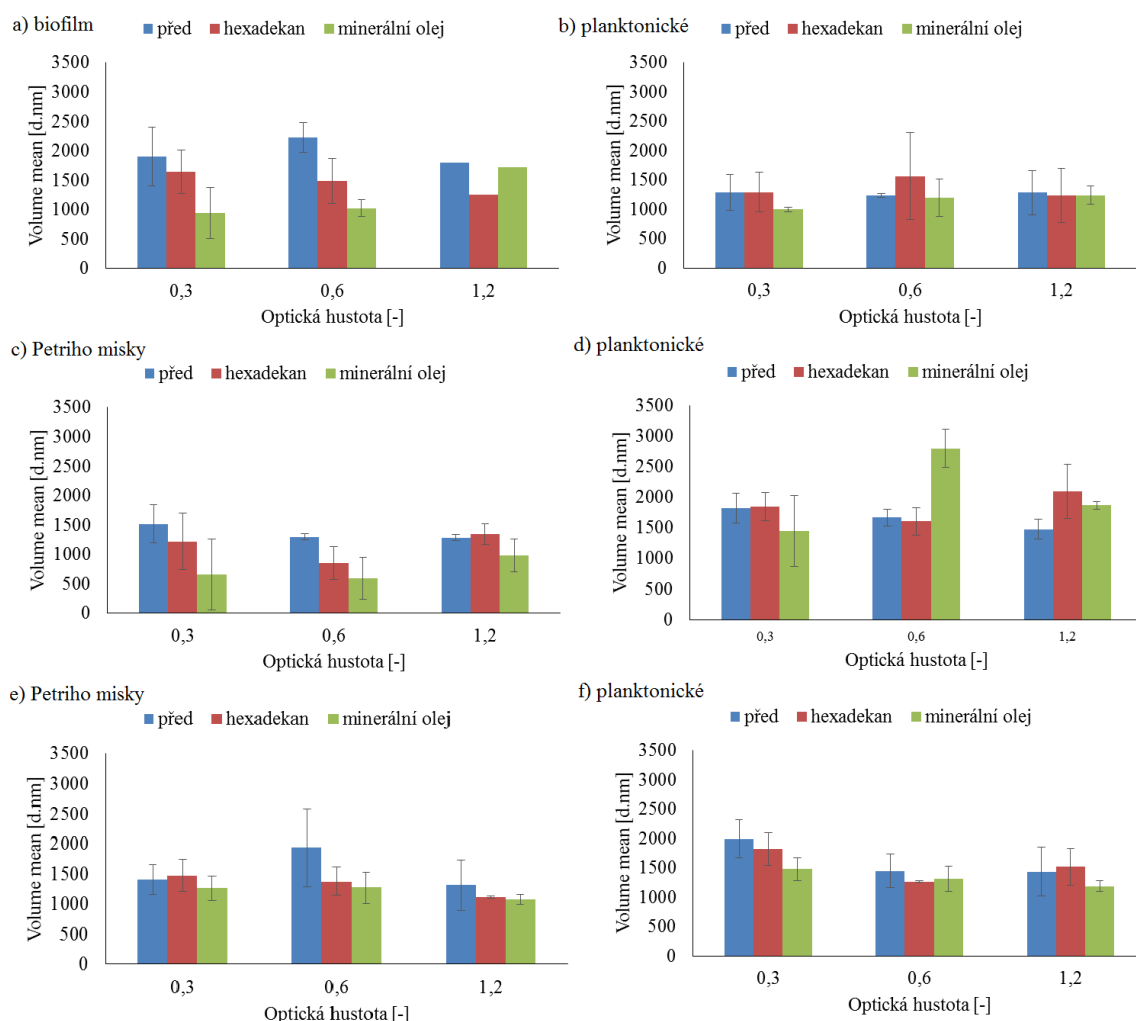 a) biofilm
před hexadekan minerální olej
Volume mean [d.nm]
3500
3000
2500
2000
1500
1000
500
0
0,3 0,6 1,2
Optická hustota [-]
b) planktonické
před hexadekan minerální olej
Volume mean [d.nm]
3500
3000
2500
2000
1500
1000
500
0
0,3 0,6 1,2
Optická hustota [-]
c) Petriho misky
před hexadekan minerální olej
Volume mean [d.nm]
3500
3000
2500
2000
1500
1000
500
0
0,3 0,6 1,2
Optická hustota [-]
d) planktonické
před hexadekan minerální olej
Volume mean [d.nm]
3500
3000
2500
2000
1500
1000
500
0
0,3 0,6 1,2
Optická hustota [-]
e) Petriho misky
před hexadekan minerální olej
Volume mean [d.nm]
3500
3000
2500
2000
1500
1000
500
0
0,3 0,6 1,2
Optická hustota [-]
f) planktonické
před hexadekan minerální olej
Volume mean [d.nm]
3500
3000
2500
2000
1500
1000
500
0
0,3 0,6 1,2
Optická hustota [-]